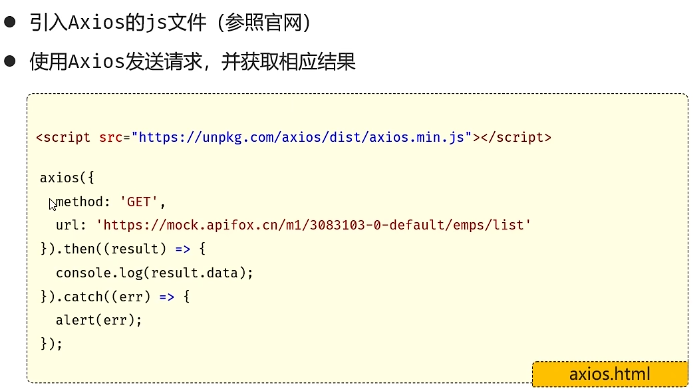 引入Axios的js文件（参照官网）
使用Axios发送请求，并获取相应结果
<script src="https://unpkg.com/axios/dist/axios.min.js"></script>
axios({
  method: 'GET',
  url: 'https://mock.apifox.cn/m1/3083103-0-default/emps/list'
}).then((result) => {
  console.log(result.data);
}).catch((err) => {
  alert(err);
});
axios.html